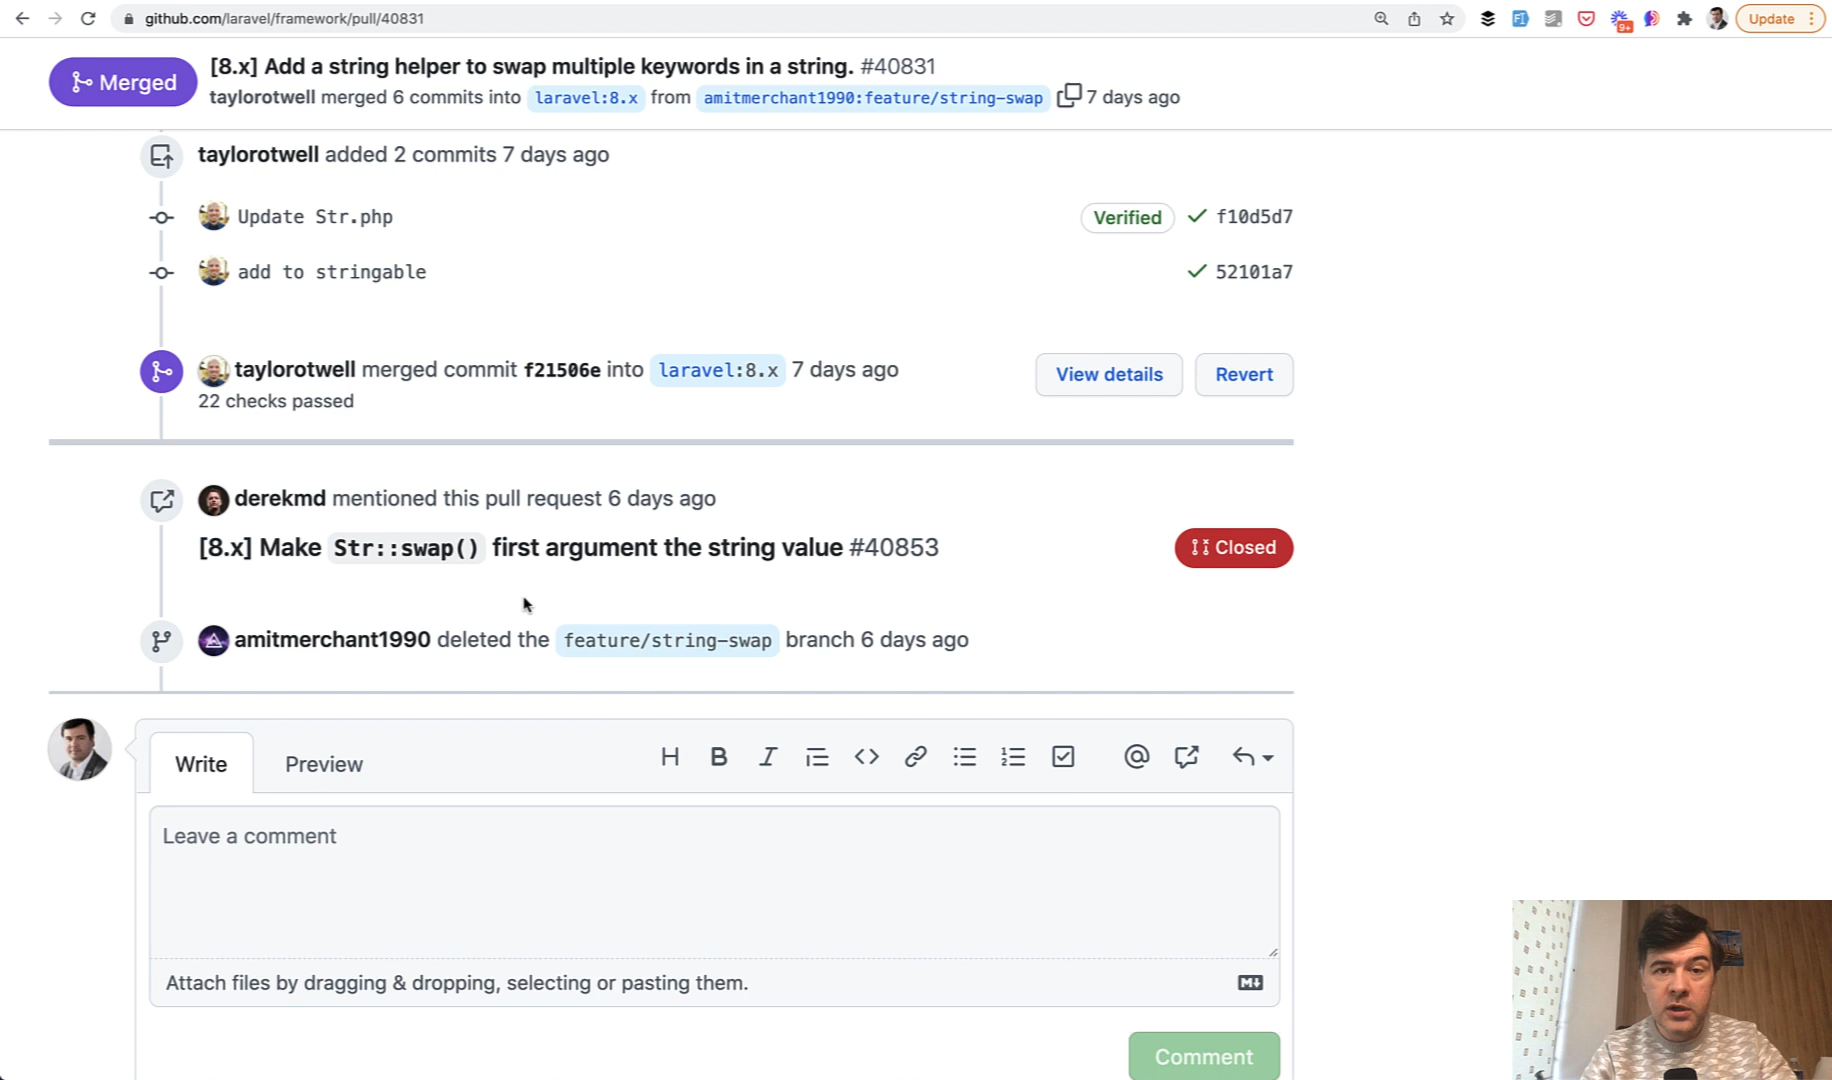 github.com/laravel/framework/pull/40831
9+
Update
Merged
[8.x] Add a string helper to swap multiple keywords in a string. #40831
taylorotwell merged 6 commits into laravel:8.x from amitmerchant1990:feature/string-swap 7 days ago
taylorotwell added 2 commits 7 days ago
Update Str.php
Verified
f10d5d7
add to stringable
52101a7
taylorotwell merged commit f21506e into laravel:8.x 7 days ago
22 checks passed
View details
Revert
derekmd mentioned this pull request 6 days ago
[8.x] Make Str::swap() first argument the string value #40853
Closed
amitmerchant1990 deleted the feature/string-swap branch 6 days ago
Write
Preview
Leave a comment
Attach files by dragging & dropping, selecting or pasting them.
Comment